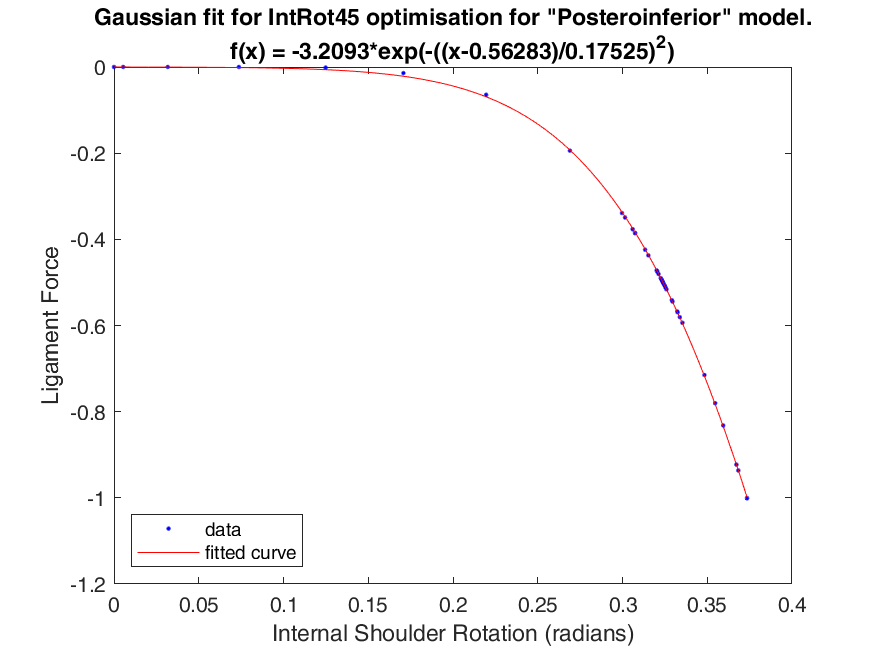 Gaussian fit for IntRot45 optimisation for "Posteroinferior" model.
f(x) = -3.2093*exp(-((x-0.56283)/0.17525)²)
0
-0.2
-0.4
-0.6
-0.8
-1
-1.2
Ligament Force
data
fitted curve
0 0.05 0.1 0.15 0.2 0.25 0.3 0.35 0.4
Internal Shoulder Rotation (radians)